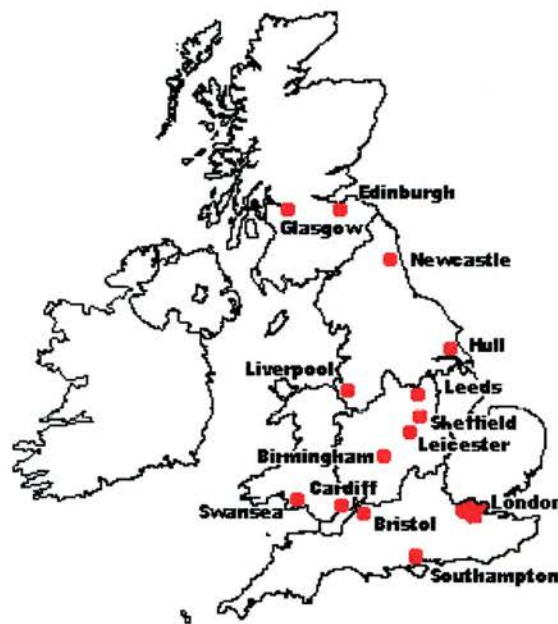 Edinburgh
Glasgow
Newcastle
Hull
Liverpool
Leeds
Sheffield
Leicester
Birmingham
Cardiff
Swansea
London
Bristol
Southampton